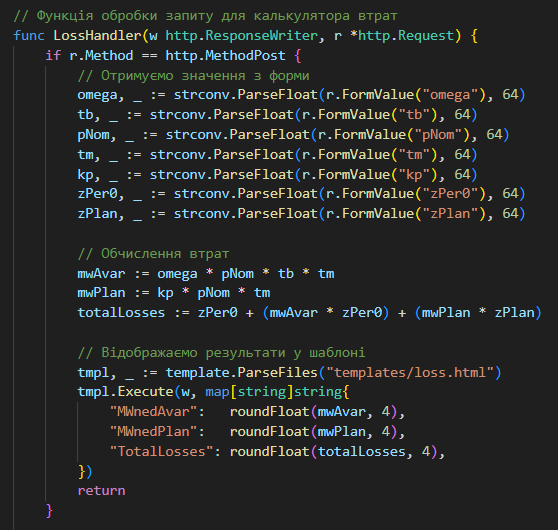 // Функція обробки запиту для калькулятора втрат
func LossHandler(w http.ResponseWriter, r *http.Request) {
    if r.Method == http.MethodPost {
        // Отримуємо значення з форми
        omega, _ := strconv.ParseFloat(r.FormValue("omega"), 64)
        tb, _ := strconv.ParseFloat(r.FormValue("tb"), 64)
        pNom, _ := strconv.ParseFloat(r.FormValue("pNom"), 64)
        tm, _ := strconv.ParseFloat(r.FormValue("tm"), 64)
        kp, _ := strconv.ParseFloat(r.FormValue("kp"), 64)
        zPer0, _ := strconv.ParseFloat(r.FormValue("zPer0"), 64)
        zPlan, _ := strconv.ParseFloat(r.FormValue("zPlan"), 64)
        // Обчислення втрат
        mwAvar := omega * pNom * tb * tm
        mwPlan := kp * pNom * tm
        totalLosses := zPer0 + (mwAvar * zPer0) + (mwPlan * zPlan)
        // Відображаємо результати у шаблоні
        tmpl, _ := template.ParseFiles("templates/loss.html")
        tmpl.Execute(w, map[string]string{
            "MWnedAvar":   roundFloat(mwAvar, 4),
            "MWnedPlan":   roundFloat(mwPlan, 4),
            "TotalLosses": roundFloat(totalLosses, 4),
        })
        return
    }